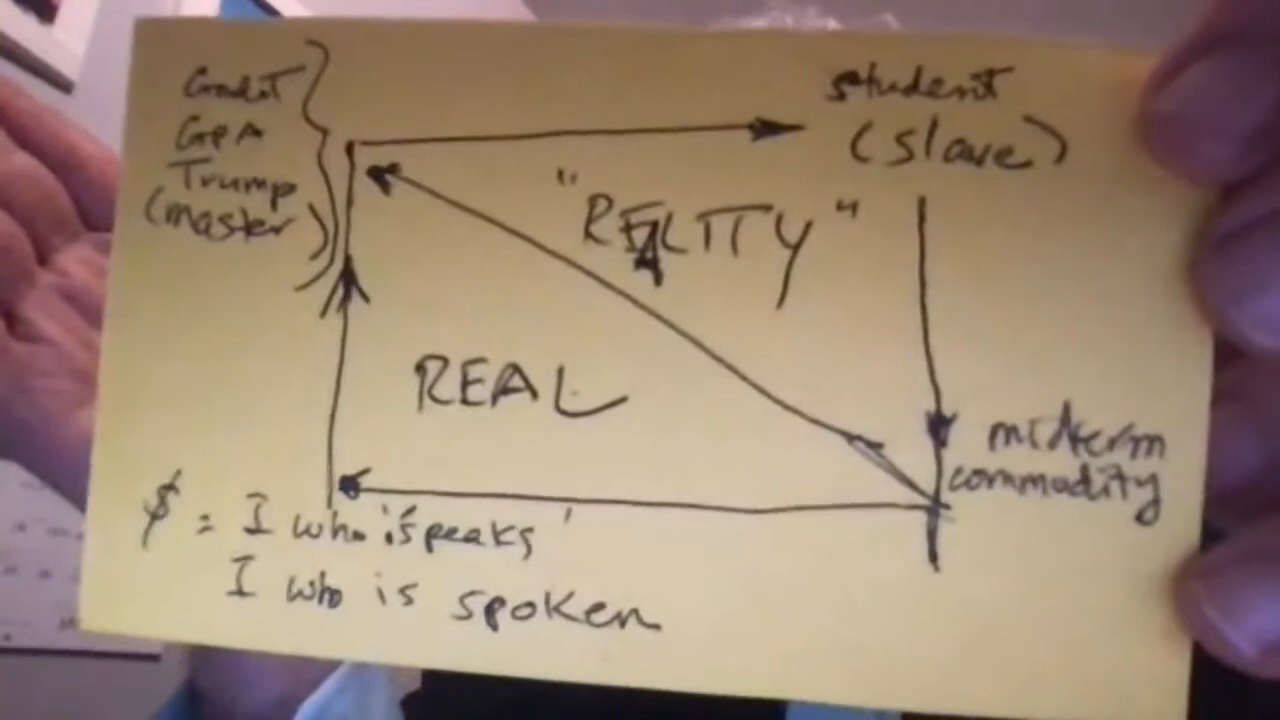 Credit
GPA
Trump
(master)
student
(slave)
"REALITY"
REAL
midterm
commodity
$ = I who 'speaks'
I who is spoken